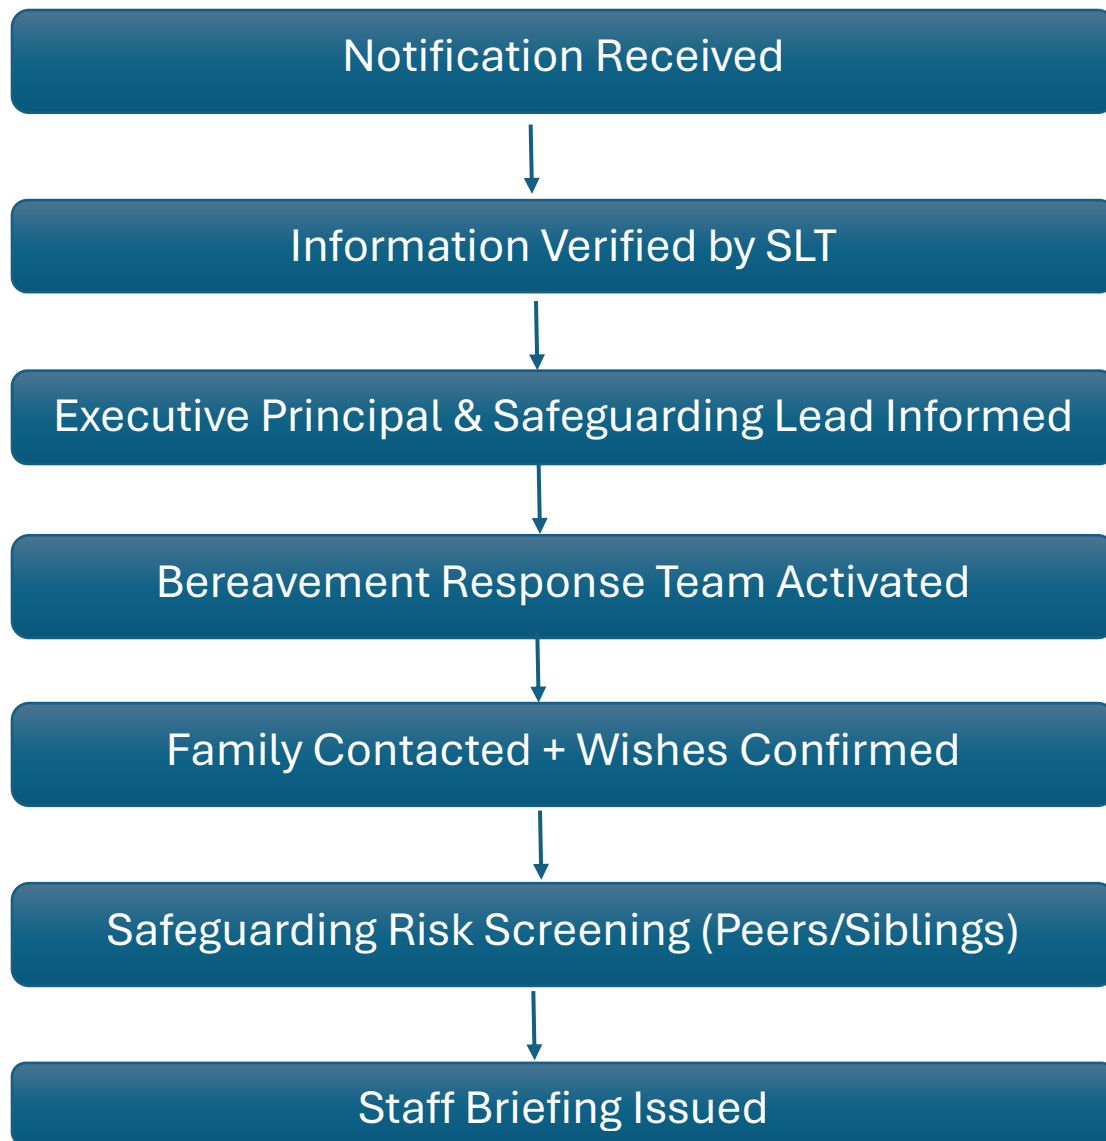 Notification Received
Information Verified by SLT
Executive Principal & Safeguarding Lead Informed
Bereavement Response Team Activated
Family Contacted + Wishes Confirmed
Safeguarding Risk Screening (Peers/Siblings)
Staff Briefing Issued